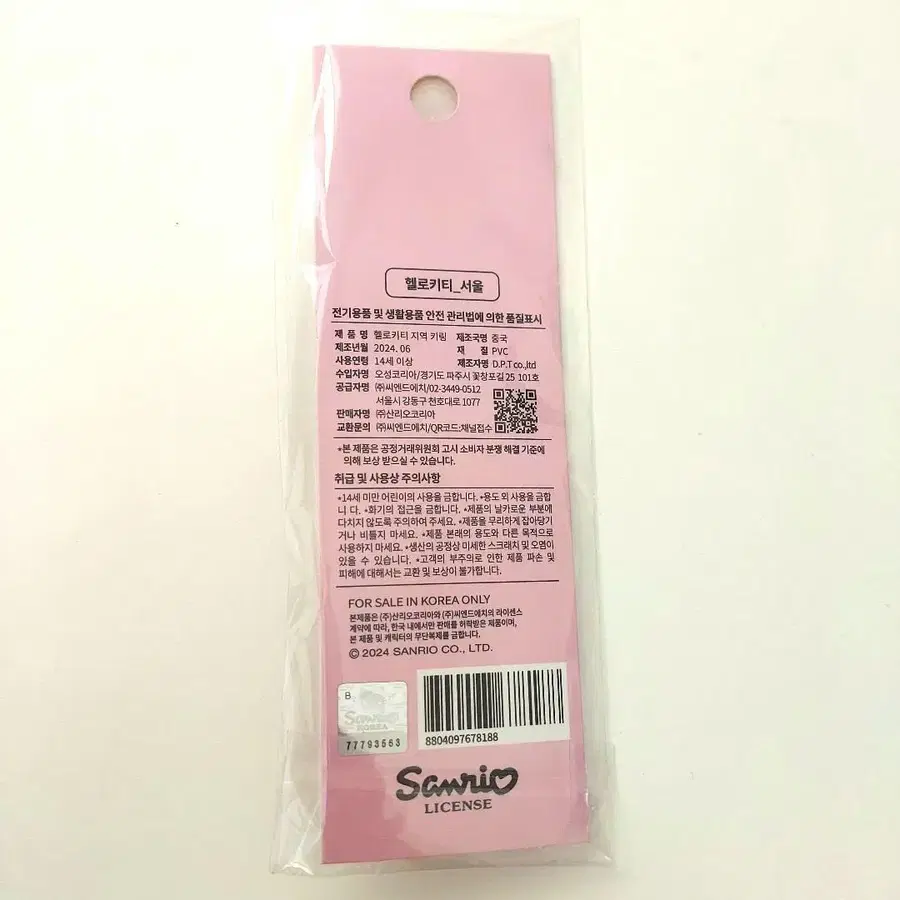 헬로키티_서울
전기용품 및 생활용품 안전 관리법에 의한 품질표시
제 품 명 헬로키티 지역 키링 제조국명 중국
제조년월 2024. 06 재 질 PVC
사용연령 14세 이상 제조자명 D.P.T co.,ltd
수입자명 오성코리아/경기도 파주시 꽃창포길 25 101호
공급자명 (주)씨엔드에치/02-3449-0512
서울시 강동구 천호대로 1077
판매자명 (주)산리오코리아
교환문의 (주)씨엔드에치/QR코드:채널접수
*본 제품은 공정거래위원회 고시 소비자 분쟁 해결 기준에
의해 보상 받으실 수 있습니다.
취급 및 사용상 주의사항
*14세 미만 어린이의 사용을 금합니다. *용도 외 사용을 금합
니 다. *화기의 접근을 금합니다. *제품의 날카로운 부분에
다치지 않도록 주의하여 주세요. *제품을 무리하게 잡아당기
거나 비틀지 마세요. *제품 본래의 용도와 다른 목적으로
사용하지 마세요. *생산의 공정상 미세한 스크래치 및 오염이
있을 수 있습니다. *고객의 부주의로 인한 제품 파손 및
피해에 대해서는 교환 및 보상이 불가합니다.
FOR SALE IN KOREA ONLY
본제품은 (주)산리오코리아와 (주)씨엔드에치의 라이센스
계약에 따라, 한국 내에서만 판매를 허락받은 제품이며,
본 제품 및 캐릭터의 무단복제를 금합니다.
© 2024 SANRIO CO., LTD.
B
Sanrio
KOREA
77793563
8804097678188
Sanrio
LICENSE